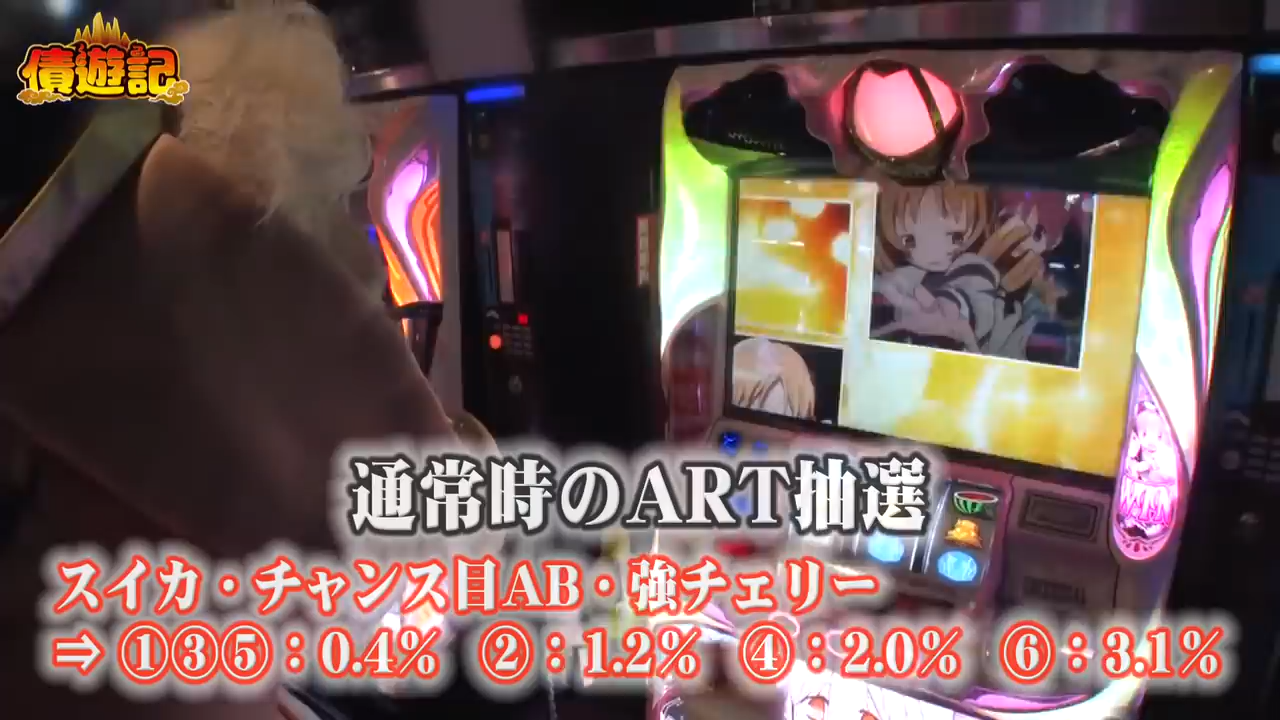 債遊記
通常時のART抽選
スイカ・チャンス目AB・強チェリー
⇒ ①③⑤：0.4% ②：1.2% ④：2.0% ⑥：3.1%
WIN